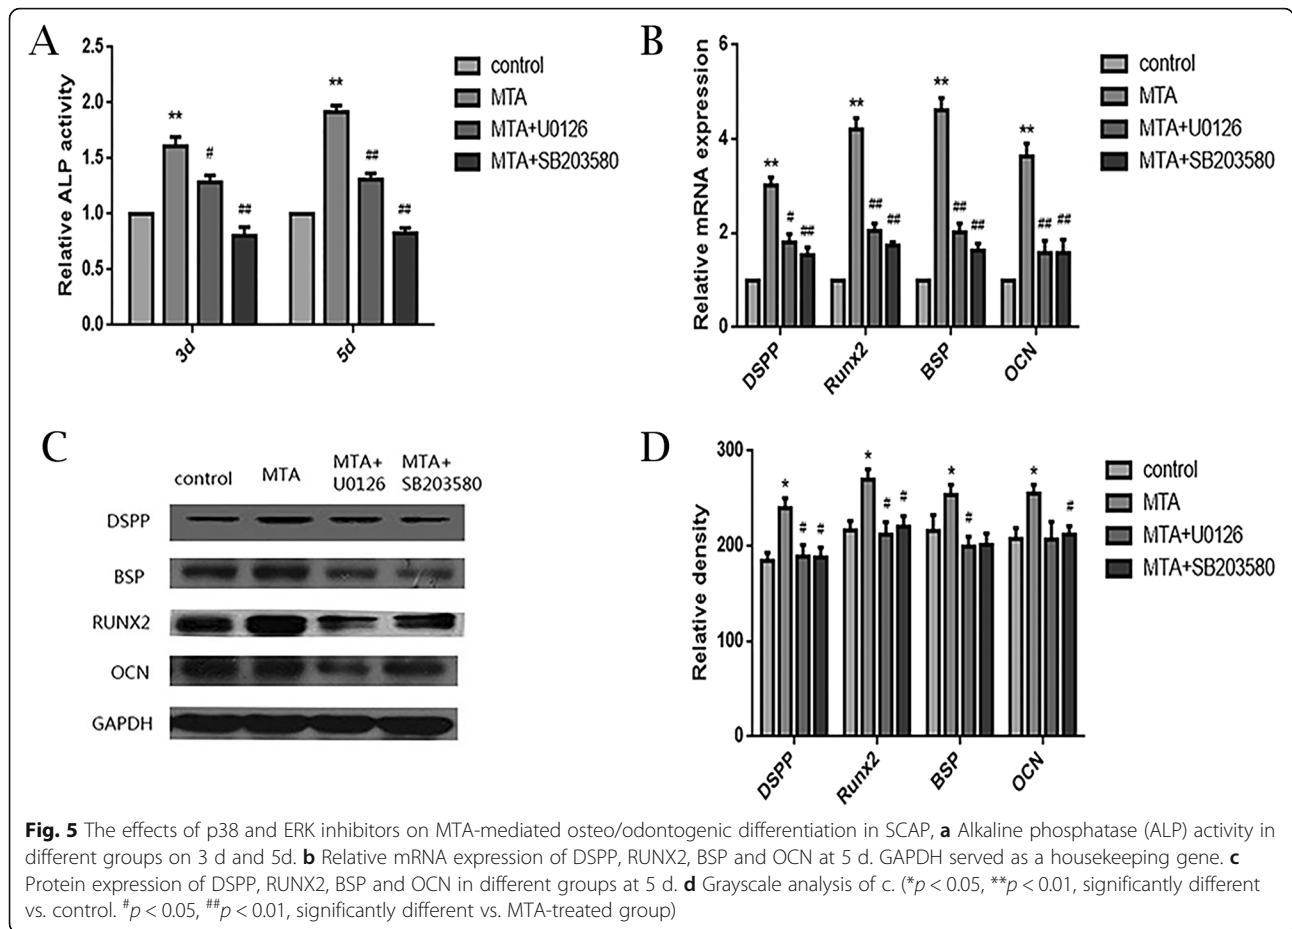 A
Relative ALP activity
2.5
2.0
1.5
1.0
0.5
0.0
**
#
##
**
##
##
3d
5d
control
MTA
MTA+U0126
MTA+SB203580
B
Relative mRNA expression
6
4
2
0
**
#
##
**
##
##
**
##
##
**
##
##
DSPP
Runx2
BSP
OCN
control
MTA
MTA+U0126
MTA+SB203580
C
control
MTA
MTA+
U0126
MTA+
SB203580
DSPP
BSP
RUNX2
OCN
GAPDH
D
Relative density
300
200
100
0
*
#
#
*
#
#
*
#
*
#
DSPP
Runx2
BSP
OCN
control
MTA
MTA+U0126
MTA+SB203580
Fig. 5 The effects of p38 and ERK inhibitors on MTA-mediated osteo/odontogenic differentiation in SCAP, a Alkaline phosphatase (ALP) activity in
different groups on 3 d and 5d. b Relative mRNA expression of DSPP, RUNX2, BSP and OCN at 5 d. GAPDH served as a housekeeping gene. c
Protein expression of DSPP, RUNX2, BSP and OCN in different groups at 5 d. d Grayscale analysis of c. (*p < 0.05, **p < 0.01, significantly different
vs. control. #p < 0.05, ##p < 0.01, significantly different vs. MTA-treated group)